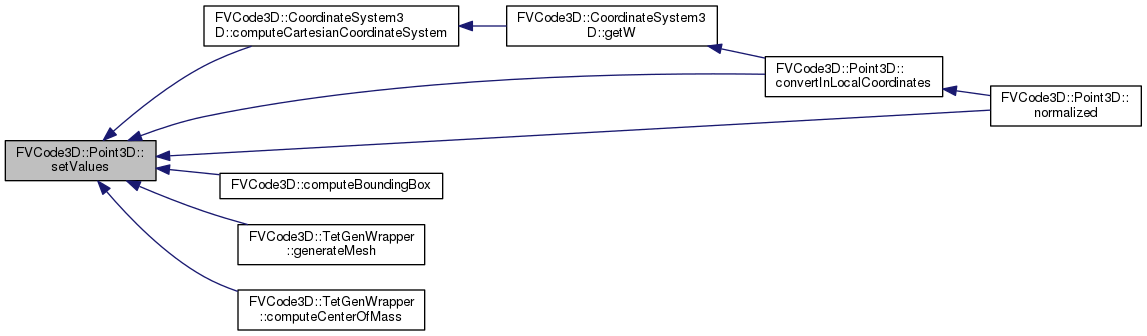 FVCode3D::CoordinateSystem3
D::computeCartesianCoordinateSystem
FVCode3D::CoordinateSystem3
D::getW
FVCode3D::Point3D::
convertInLocalCoordinates
FVCode3D::Point3D::
normalized
FVCode3D::Point3D::
setValues
FVCode3D::computeBoundingBox
FVCode3D::TetGenWrapper
::generateMesh
FVCode3D::TetGenWrapper
::computeCenterOfMass